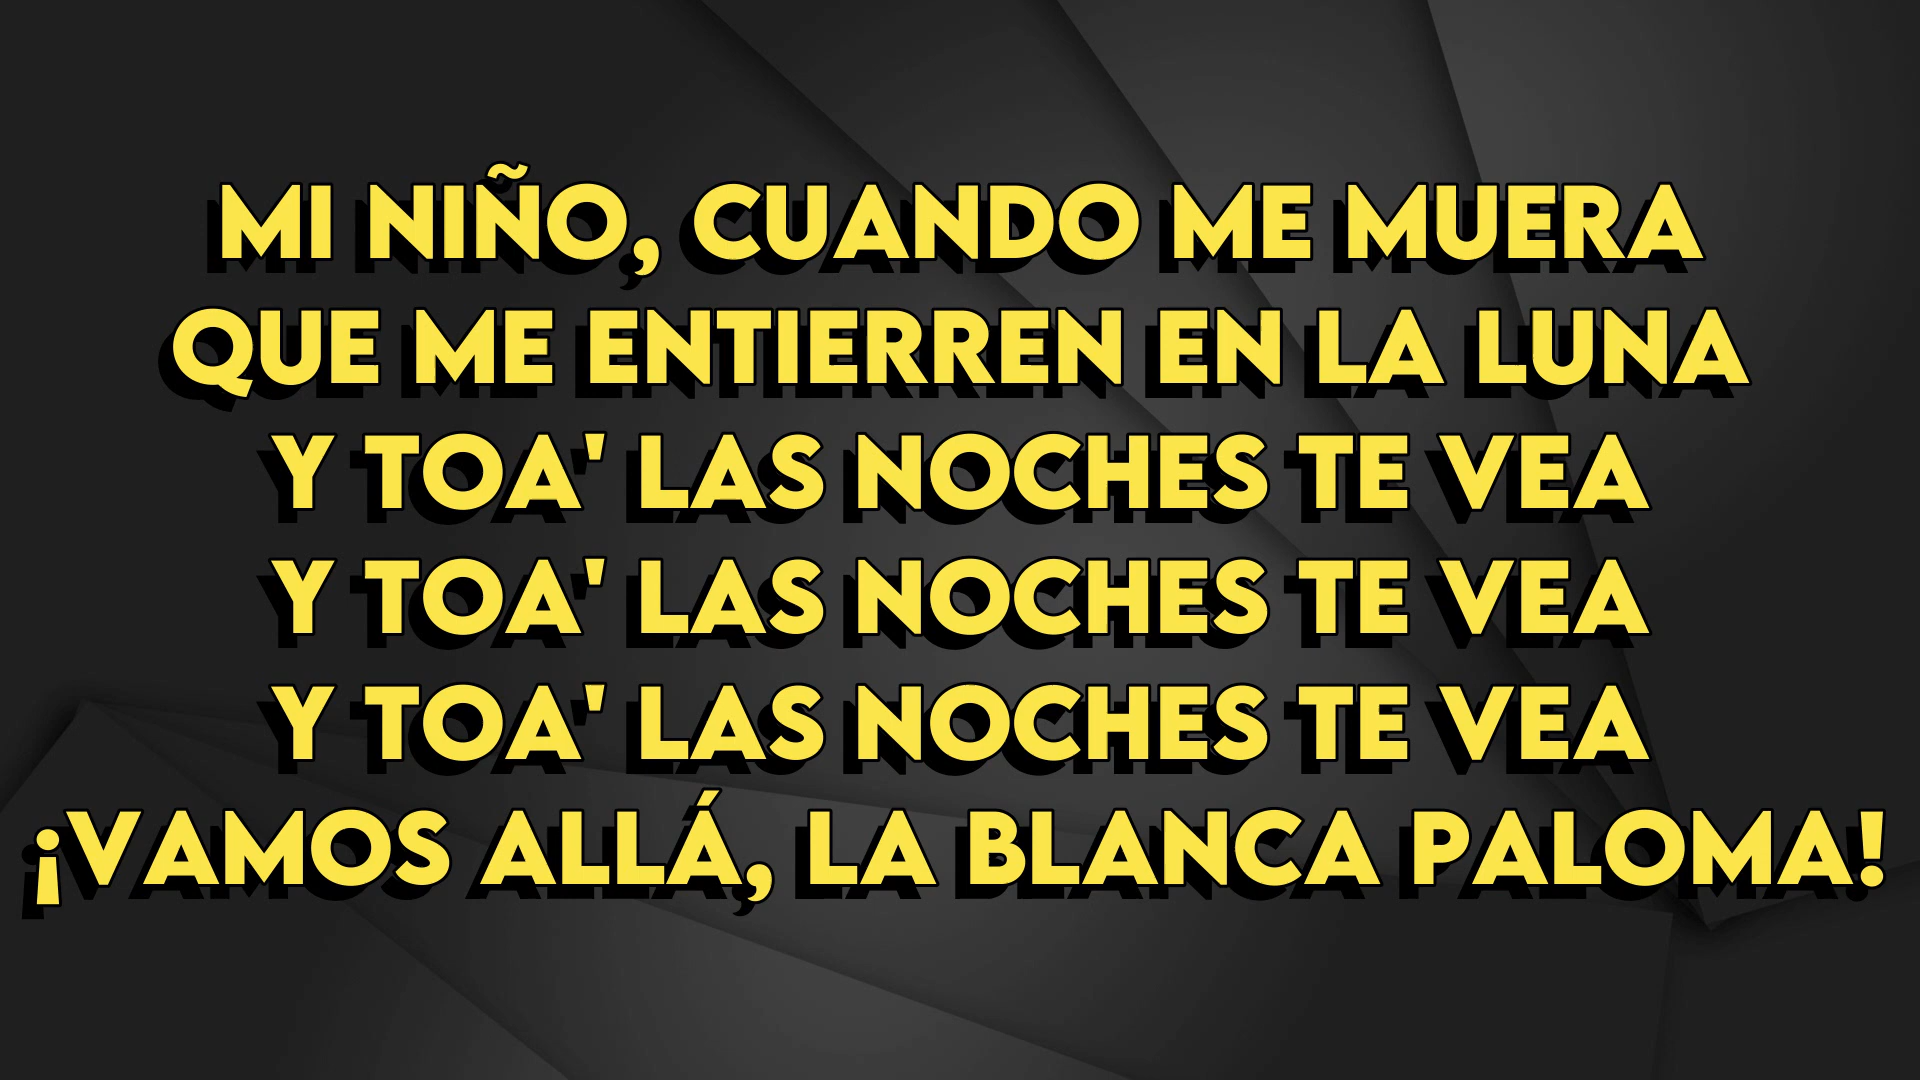 MI NIÑO, CUANDO ME MUERA
QUE ME ENTIERREN EN LA LUNA
Y TOA' LAS NOCHES TE VEA
Y TOA' LAS NOCHES TE VEA
Y TOA' LAS NOCHES TE VEA
¡VAMOS ALLÁ, LA BLANCA PALOMA!